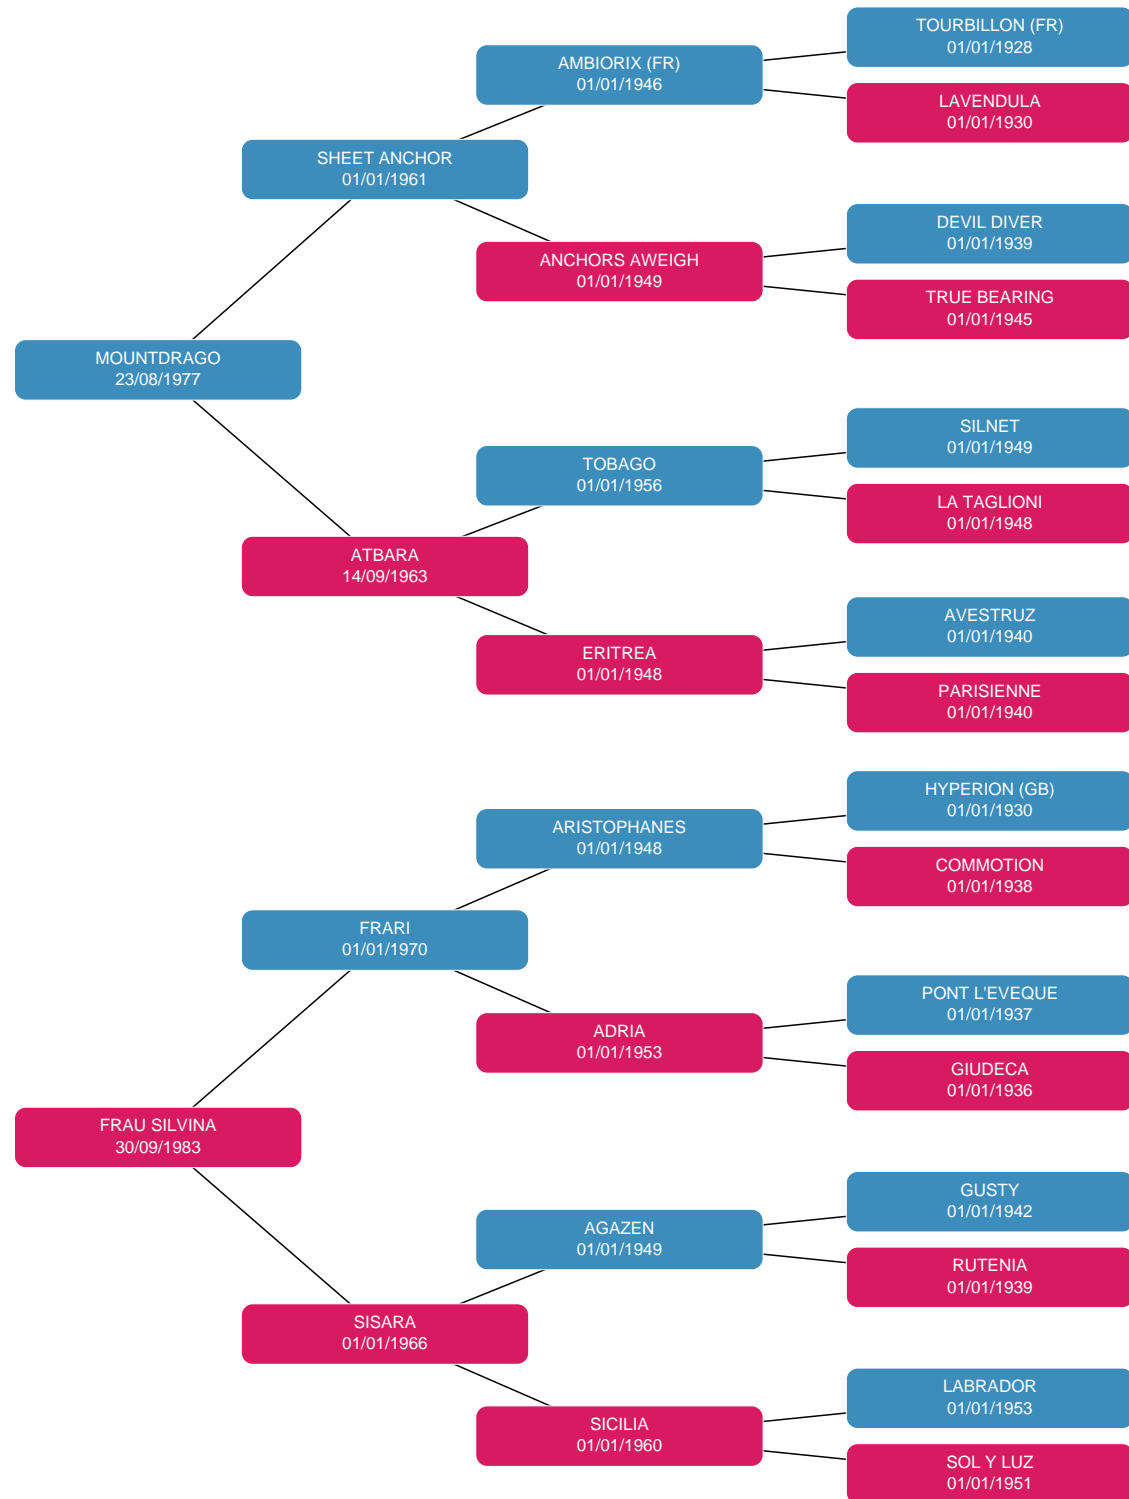 TOURBILLON (FR)
01/01/1928
AMBIORIX (FR)
01/01/1946
LAVENDULA
01/01/1930
SHEET ANCHOR
01/01/1961
DEVIL DIVER
01/01/1939
ANCHORS AWEIGH
01/01/1949
TRUE BEARING
01/01/1945
MOUNTDRAGO
23/08/1977
SILNET
01/01/1949
TOBAGO
01/01/1956
LA TAGLIONI
01/01/1948
ATBARA
14/09/1963
AVESTRUZ
01/01/1940
ERITREA
01/01/1948
PARISIENNE
01/01/1940
HYPERION (GB)
01/01/1930
ARISTOPHANES
01/01/1948
COMMOTION
01/01/1938
FRARI
01/01/1970
PONT L'EVEQUE
01/01/1937
ADRIA
01/01/1953
GIUDECA
01/01/1936
FRAU SILVINA
30/09/1983
GUSTY
01/01/1942
AGAZEN
01/01/1949
RUTENIA
01/01/1939
SISARA
01/01/1966
LABRADOR
01/01/1953
SICILIA
01/01/1960
SOL Y LUZ
01/01/1951